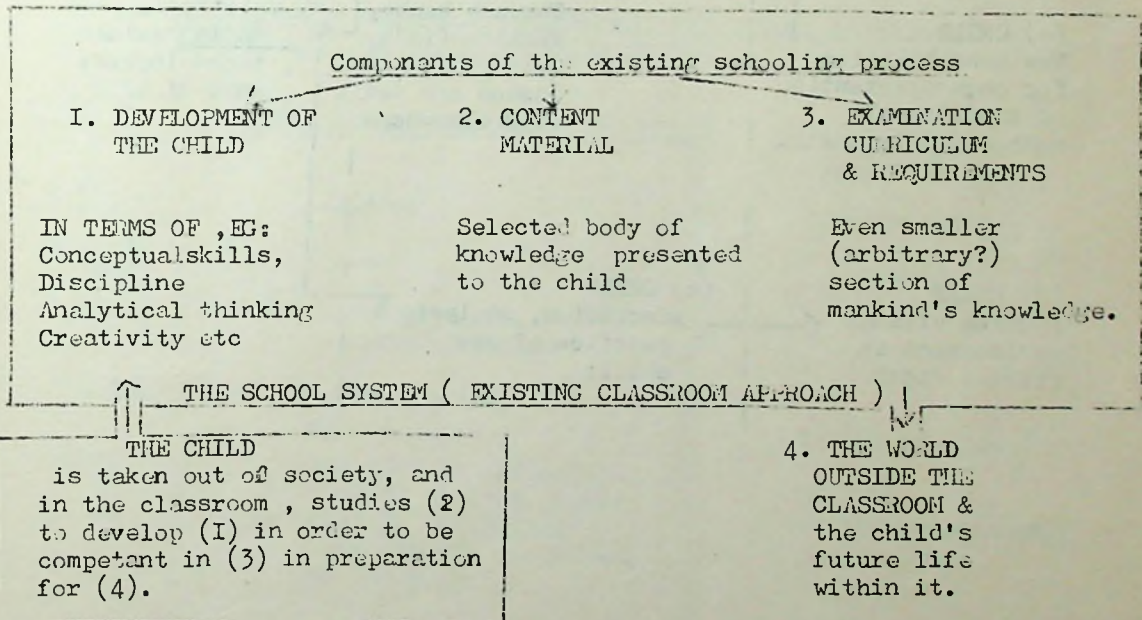 Componants of the existing schooling process
I. DEVELOPMENT OF
THE CHILD
2. CONTENT
MATERIAL
3. EXAMINATION
CURRICULUM
& REQUIREMENTS
IN TERMS OF ,EG:
Conceptualskills,
Discipline
Analytical thinking
Creativity etc
Selected body of
knowledge presented
to the child
Even smaller
(arbitrary?)
section of
mankind's knowledge.
THE SCHOOL SYSTEM ( EXISTING CLASSROOM APPROACH )
THE CHILD
is taken out of society, and
in the classroom , studies (2)
to develop (I) in order to be
competant in (3) in preparation
for (4).
4. THE WORLD
OUTSIDE THE
CLASSROOM &
the child's
future life
within it.